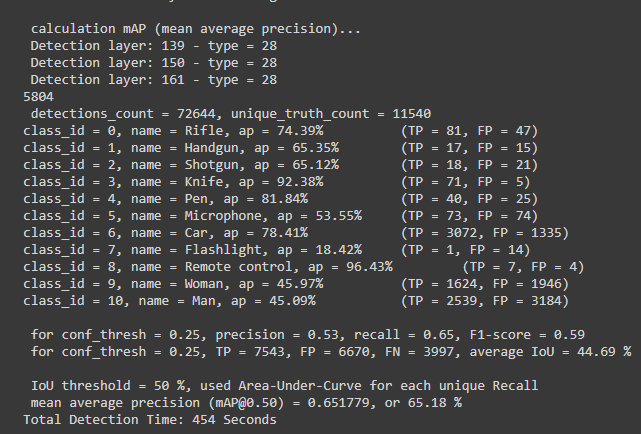 calculation mAP (mean average precision)...
Detection layer: 139 - type = 28
Detection layer: 150 - type = 28
Detection layer: 161 - type = 28
5804
detections_count = 72644, unique_truth_count = 11540
class_id = 0, name = Rifle, ap = 74.39% (TP = 81, FP = 47)
class_id = 1, name = Handgun, ap = 65.35% (TP = 17, FP = 15)
class_id = 2, name = Shotgun, ap = 65.12% (TP = 18, FP = 21)
class_id = 3, name = Knife, ap = 92.38% (TP = 71, FP = 5)
class_id = 4, name = Pen, ap = 81.84% (TP = 40, FP = 25)
class_id = 5, name = Microphone, ap = 53.55% (TP = 73, FP = 74)
class_id = 6, name = Car, ap = 78.41% (TP = 3072, FP = 1335)
class_id = 7, name = Flashlight, ap = 18.42% (TP = 1, FP = 14)
class_id = 8, name = Remote control, ap = 96.43% (TP = 7, FP = 4)
class_id = 9, name = Woman, ap = 45.97% (TP = 1624, FP = 1946)
class_id = 10, name = Man, ap = 45.09% (TP = 2539, FP = 3184)
for conf_thresh = 0.25, precision = 0.53, recall = 0.65, F1-score = 0.59
for conf_thresh = 0.25, TP = 7543, FP = 6670, FN = 3997, average IoU = 44.69 %
IoU threshold = 50 %, used Area-Under-Curve for each unique Recall
mean average precision (mAP@0.50) = 0.651779, or 65.18 %
Total Detection Time: 454 Seconds